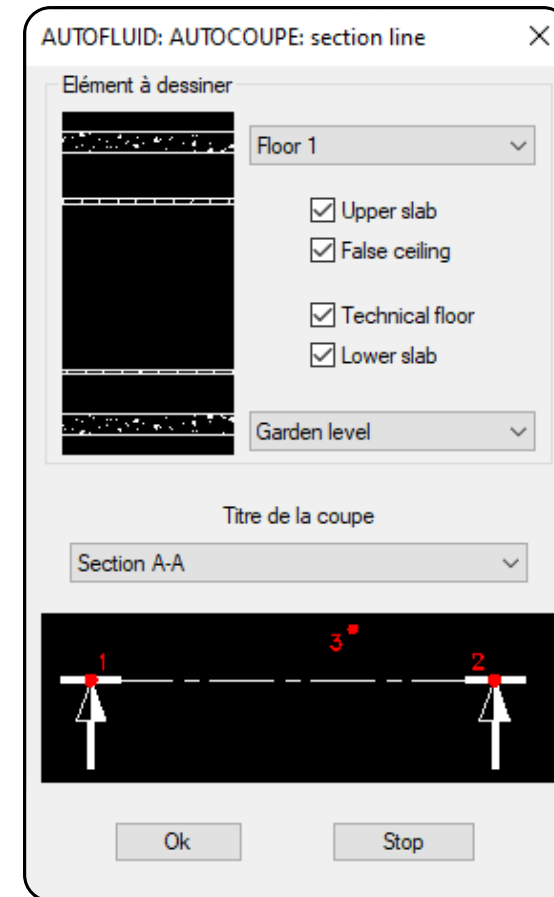 AUTOFLUID: AUTOCOUPE: section line
Elément à dessiner
Floor 1
Upper slab
False ceiling
Technical floor
Lower slab
Garden level
Titre de la coupe
Section A-A
3
1
2
Ok
Stop